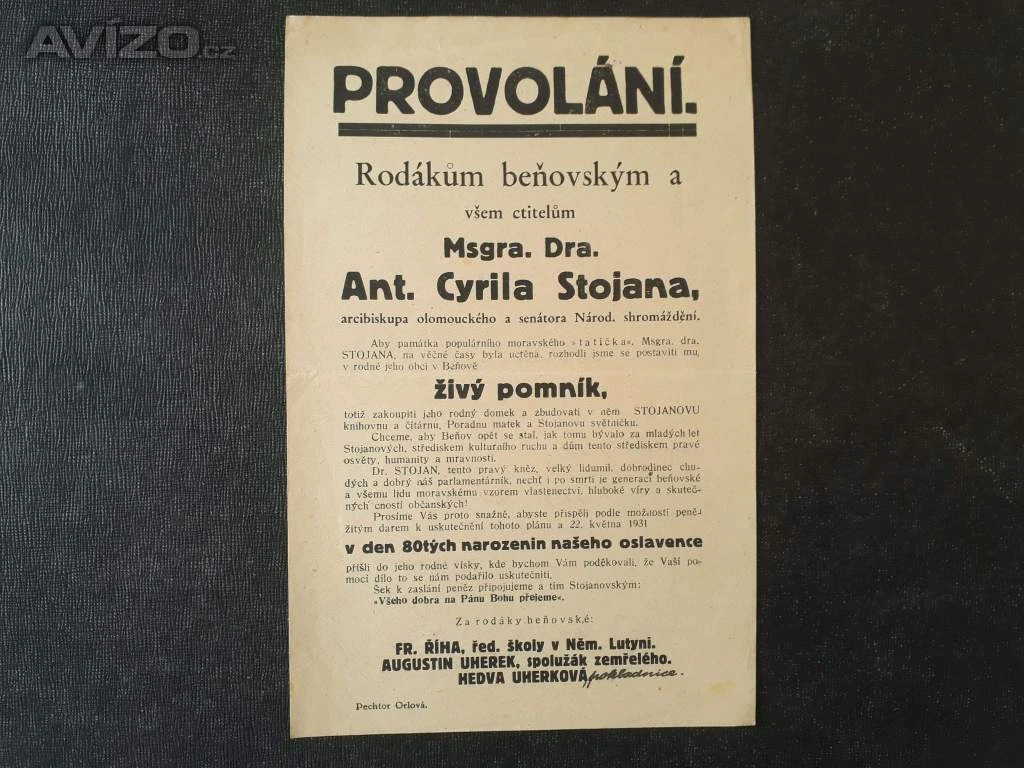 AVÍZO.cz
PROVOLÁNÍ.
Rodákům beňovským a
všem ctitelům
Msgra. Dra.
Ant. Cyrila Stojana,
arcibiskupa olomouckého a senátora Národ. shromáždění.
Aby památka populárního moravského »tatíčka«, Msgra. dra.
STOJANA, na věčné časy byla uctěna, rozhodli jsme se postaviti mu,
v rodné jeho obci v Beňově
živý pomník,
totiž zakoupiti jeho rodný domek a zbudovati v něm STOJANOVU
knihovnu a čítárnu, Poradnu matek a Stojanovu světničku.
Chceme, aby Beňov opět se stal, jak tomu bývalo za mladých let
Stojanových, střediskem kulturního ruchu a dům tento střediskem pravé
osvěty, humanity a mravnosti.
Dr. STOJAN, tento pravý kněz, velký lidumil, dobrodinec chu-
dých a dobrý náš parlamentárník, nechť i po smrti je generaci beňovské
a všemu lidu moravskému vzorem vlastenectví, hluboké víry a skuteč-
ných ctností občanských!
Prosíme Vás proto snažně, abyste přispěli podle možnosti peně-
žitým darem k uskutečnění tohoto plánu a 22. května 1931
v den 80tých narozenin našeho oslavence
přišli do jeho rodné vísky, kde bychom Vám poděkovali, že Vaší po-
mocí dílo to se nám podařilo uskutečniti.
Šek k zaslání peněz připojujeme a tím Stojanovským:
»Všeho dobra na Pánu Bohu přejeme«.
Za rodáky beňovské:
FR. ŘÍHA, řed. školy v Něm. Lutyni.
AUGUSTIN UHEREK, spolužák zemřelého.
HEDVA UHERKOVÁ, pokladnice.
Pechtor Orlová.